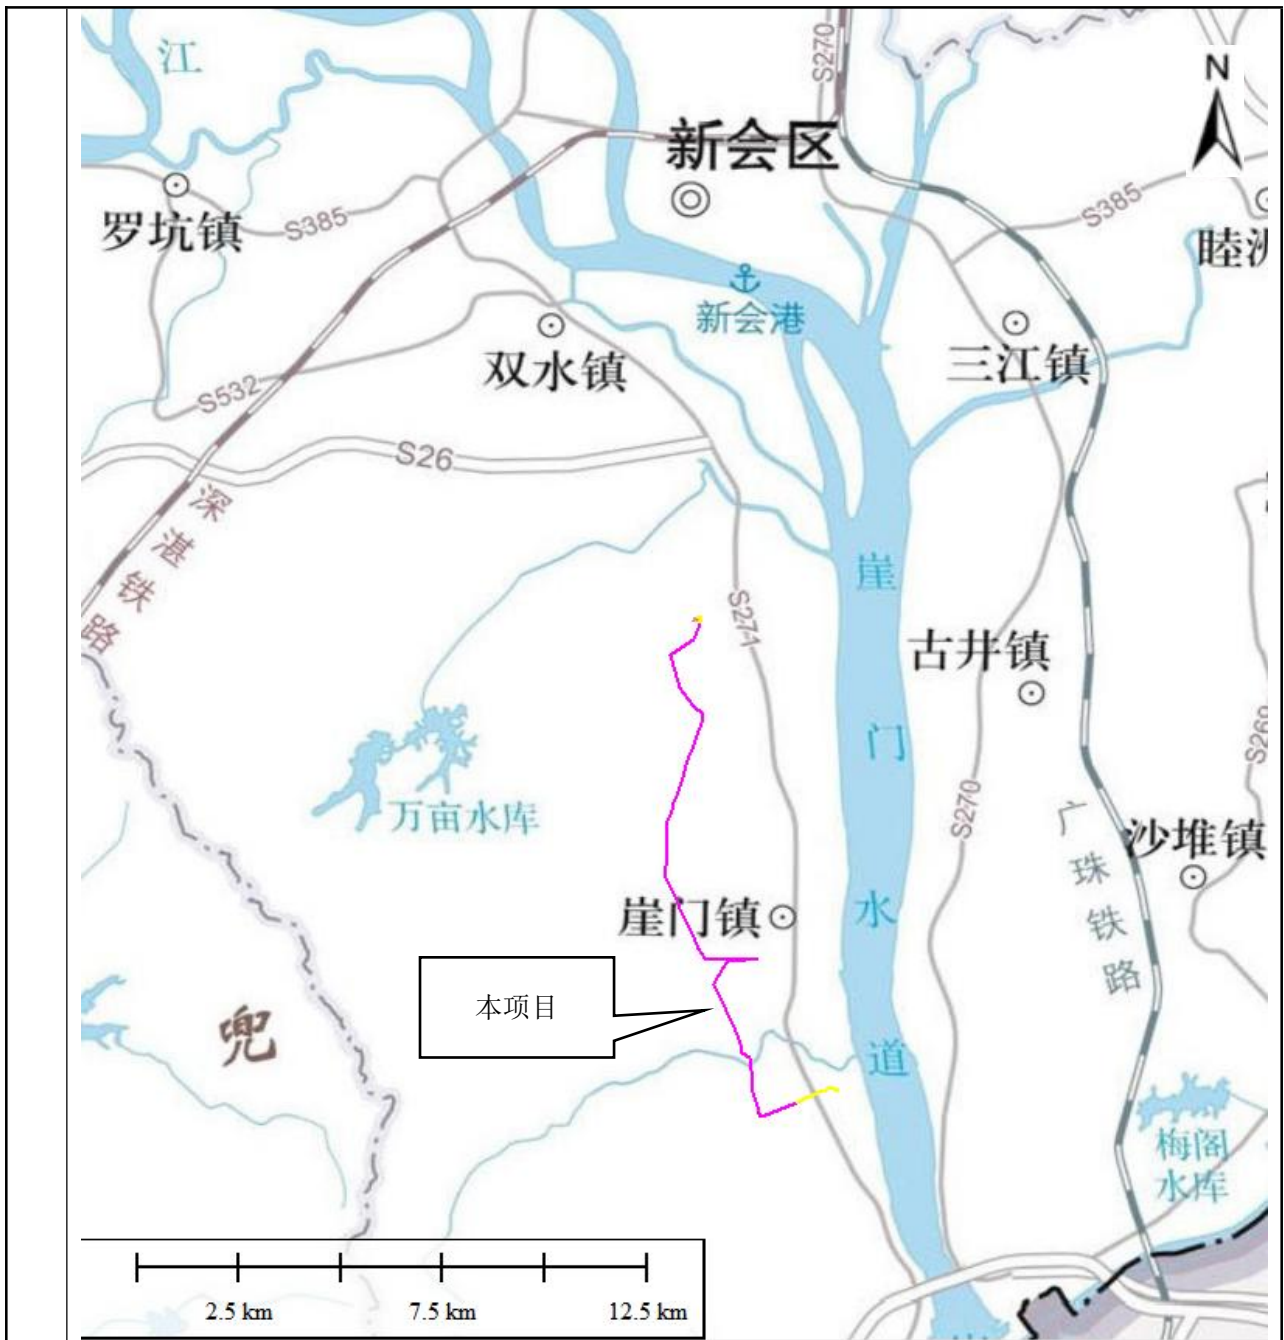 江
S270
N
新会区
罗坑镇
S385
S385
睦洲
新会港
双水镇
三江镇
S532
S26
深湛铁路
崖门水道
S271
古井镇
万亩水库
S270
S269
广珠铁路
沙堆镇
崖门镇
本项目
兜
梅阁
水库
2.5 km
7.5 km
12.5 km